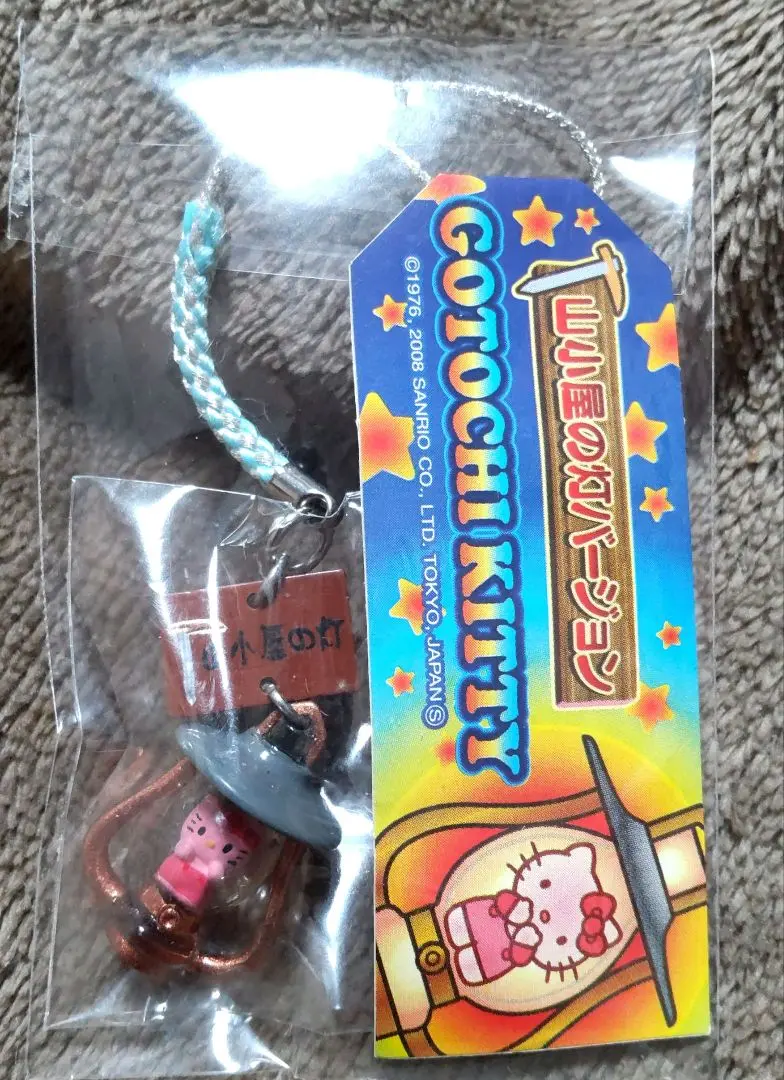 山小屋の灯バージョン
GOTOCHI KITTY
©1976, 2008 SANRIO CO., LTD. TOKYO, JAPAN Ⓢ
山小屋の灯